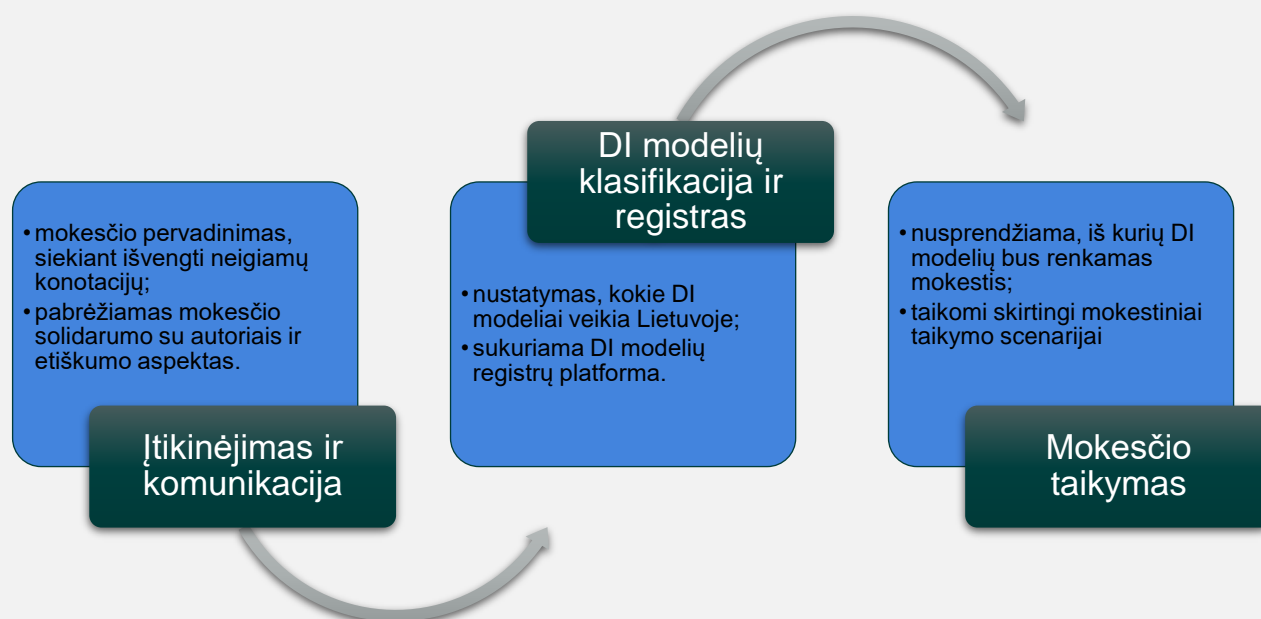 • mokesčio pervadinimas,
siekiant išvengti neigiamų
konotacijų;
• pabrėžiamas mokesčio
solidarumo su autoriais ir
etiškumo aspektas.
Įtikinėjimas ir
komunikacija
DI modelių
klasifikacija ir
registras
• nustatymas, kokie DI
modeliai veikia Lietuvoje;
• sukuriama DI modelių
registrų platforma.
• nusprendžiama, iš kurių DI
modelių bus renkamas
mokestis;
• taikomi skirtingi mokestiniai
taikymo scenarijai
Mokesčio
taikymas